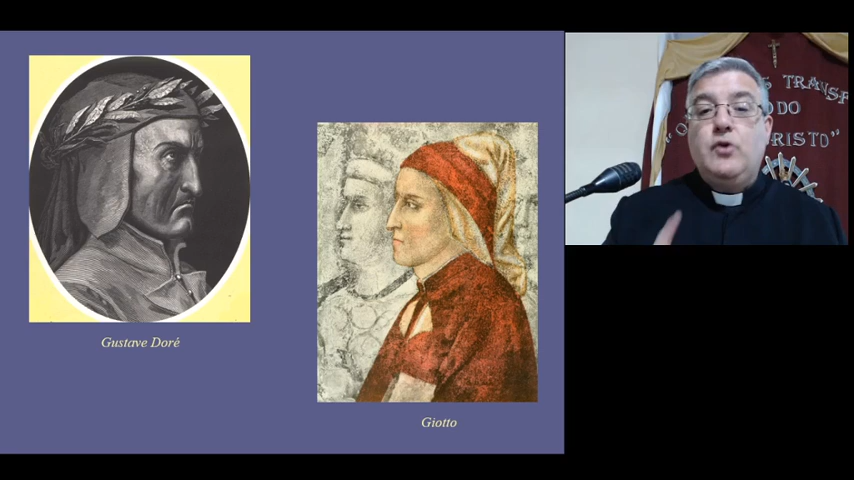 Gustave Doré
Giotto
TRANSF
DO
RISTO"